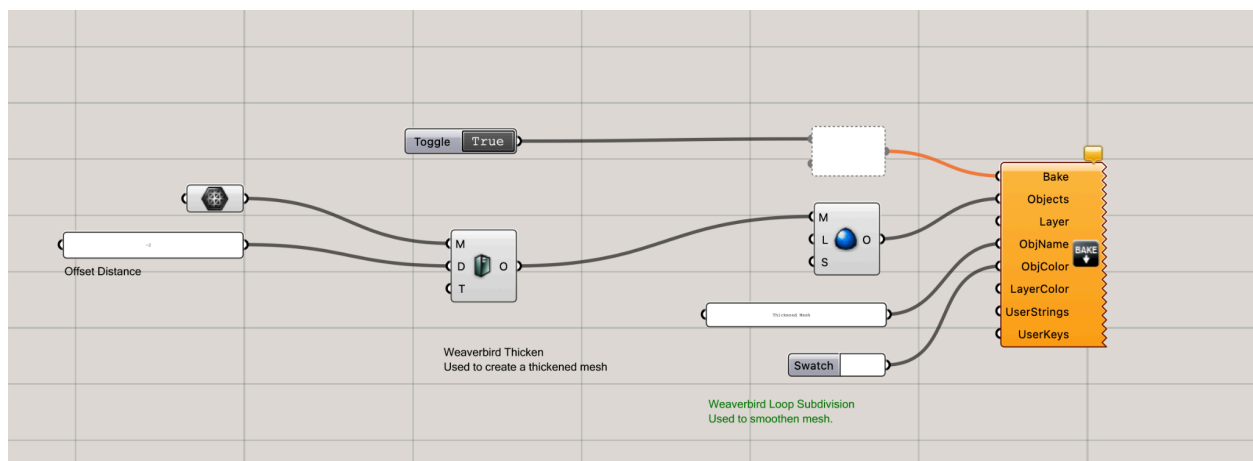 Toggle True
Bake
Objects
Layer
ObjName
ObjColor
LayerColor
UserStrings
UserKeys
BAKE
M
L O
S
-2
Offset Distance
M
D O
T
Thickened Mesh
Swatch
Weaverbird Thicken
Used to create a thickened mesh
Weaverbird Loop Subdivision
Used to smoothen mesh.